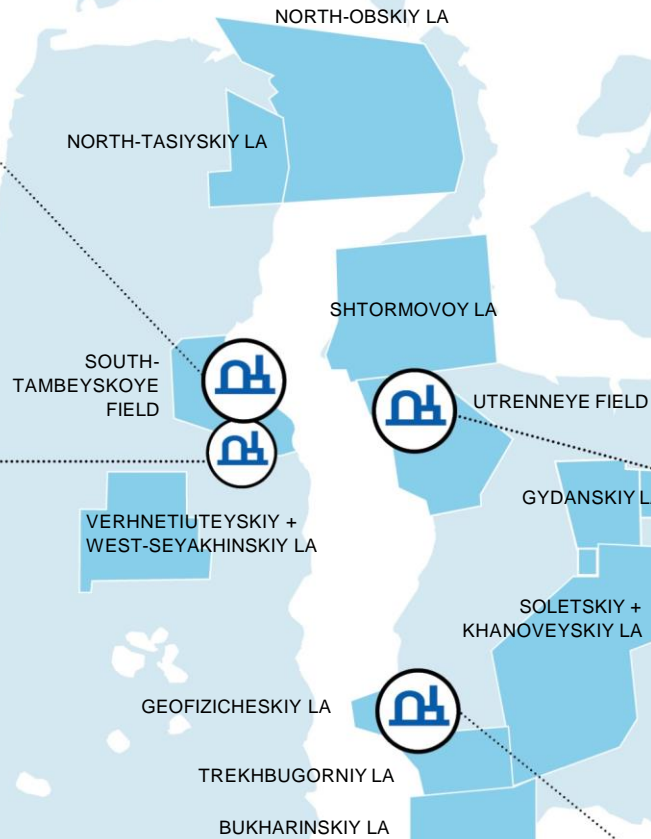 NORTH-OBSKIY LA
NORTH-TASIYSKIY LA
SHTORMOVOY LA
SOUTH-
TAMBEYSKOYE
FIELD
UTRENNEYE FIELD
GYDANSKIY LA
VERHNETIUTEYSKIY +
WEST-SEYAKHINSKIY LA
SOLETSKIY +
KHANOVEYSKIY LA
GEOFIZICHESKIY LA
TREKHBUGORNIY LA
BUKHARINSKIY LA